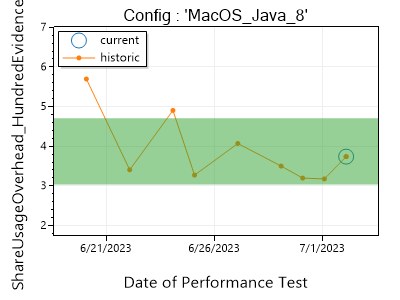 Config : 'MacOS_Java_8'
ShareUsageOverhead_HundredEvidence
7
6
5
4
3
2
current
historic
6/21/2023
6/26/2023
7/1/2023
Date of Performance Test